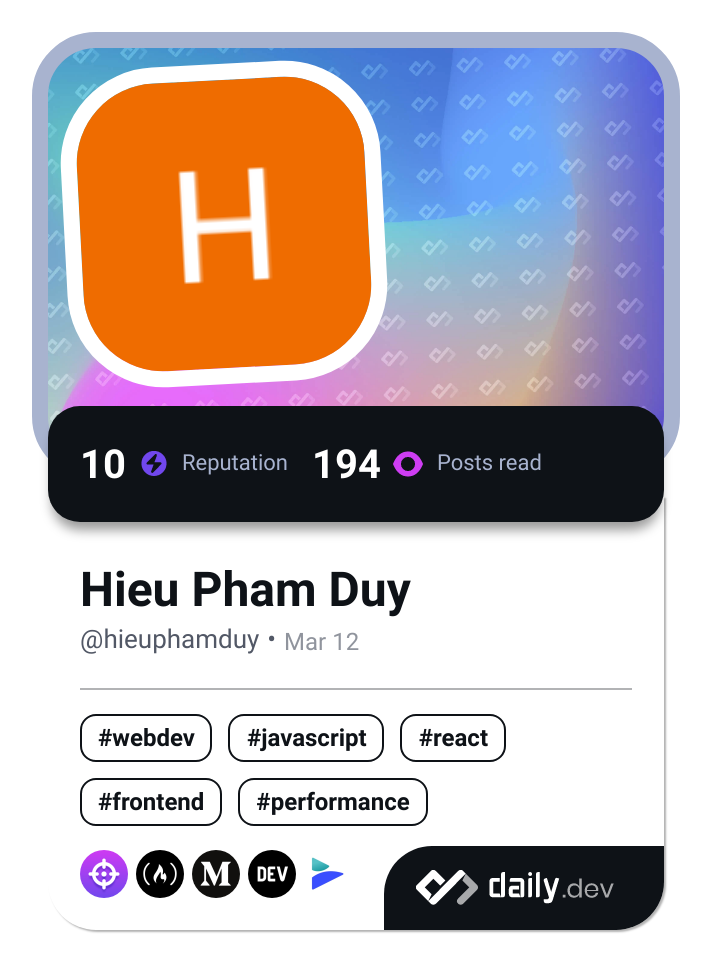 H
10 Reputation 194 Posts read
Hieu Pham Duy
@hieuphamduy • Mar 12
#webdev #javascript #react
#frontend #performance
M DEV daily.dev